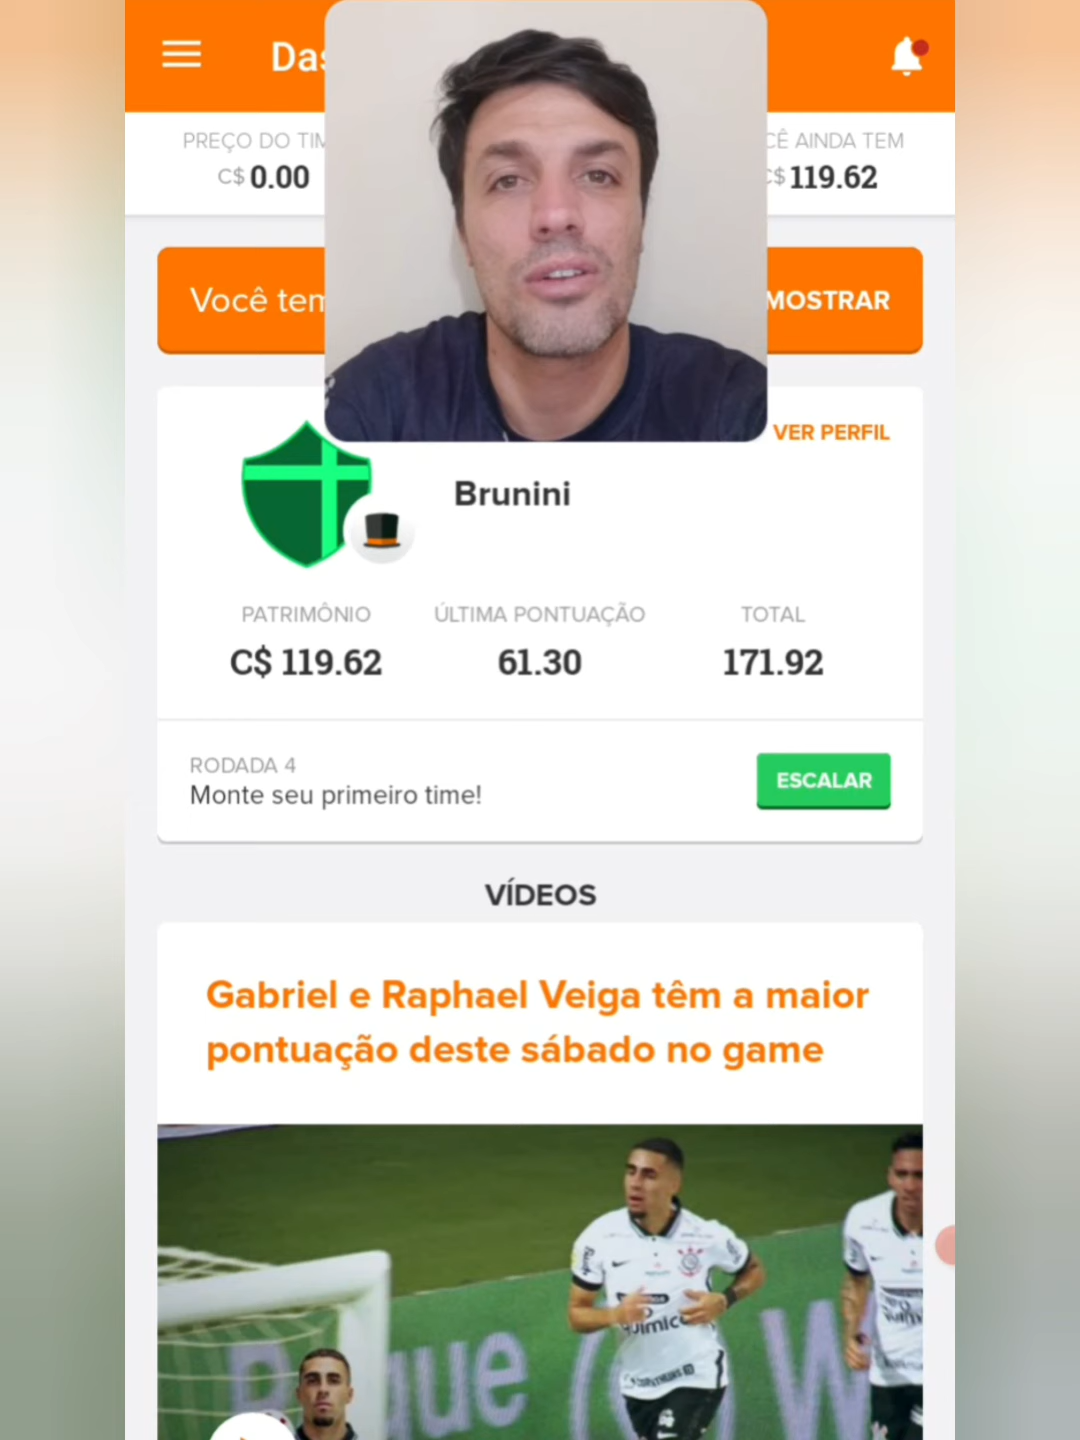 Das
PREÇO DO TIM
C$ 0.00
CÊ AINDA TEM
C$ 119.62
Você tem
MOSTRAR
VER PERFIL
Brunini
PATRIMÔNIO
ÚLTIMA PONTUAÇÃO
TOTAL
C$ 119.62
61.30
171.92
RODADA 4
Monte seu primeiro time!
ESCALAR
VÍDEOS
Gabriel e Raphael Veiga têm a maior
pontuação deste sábado no game